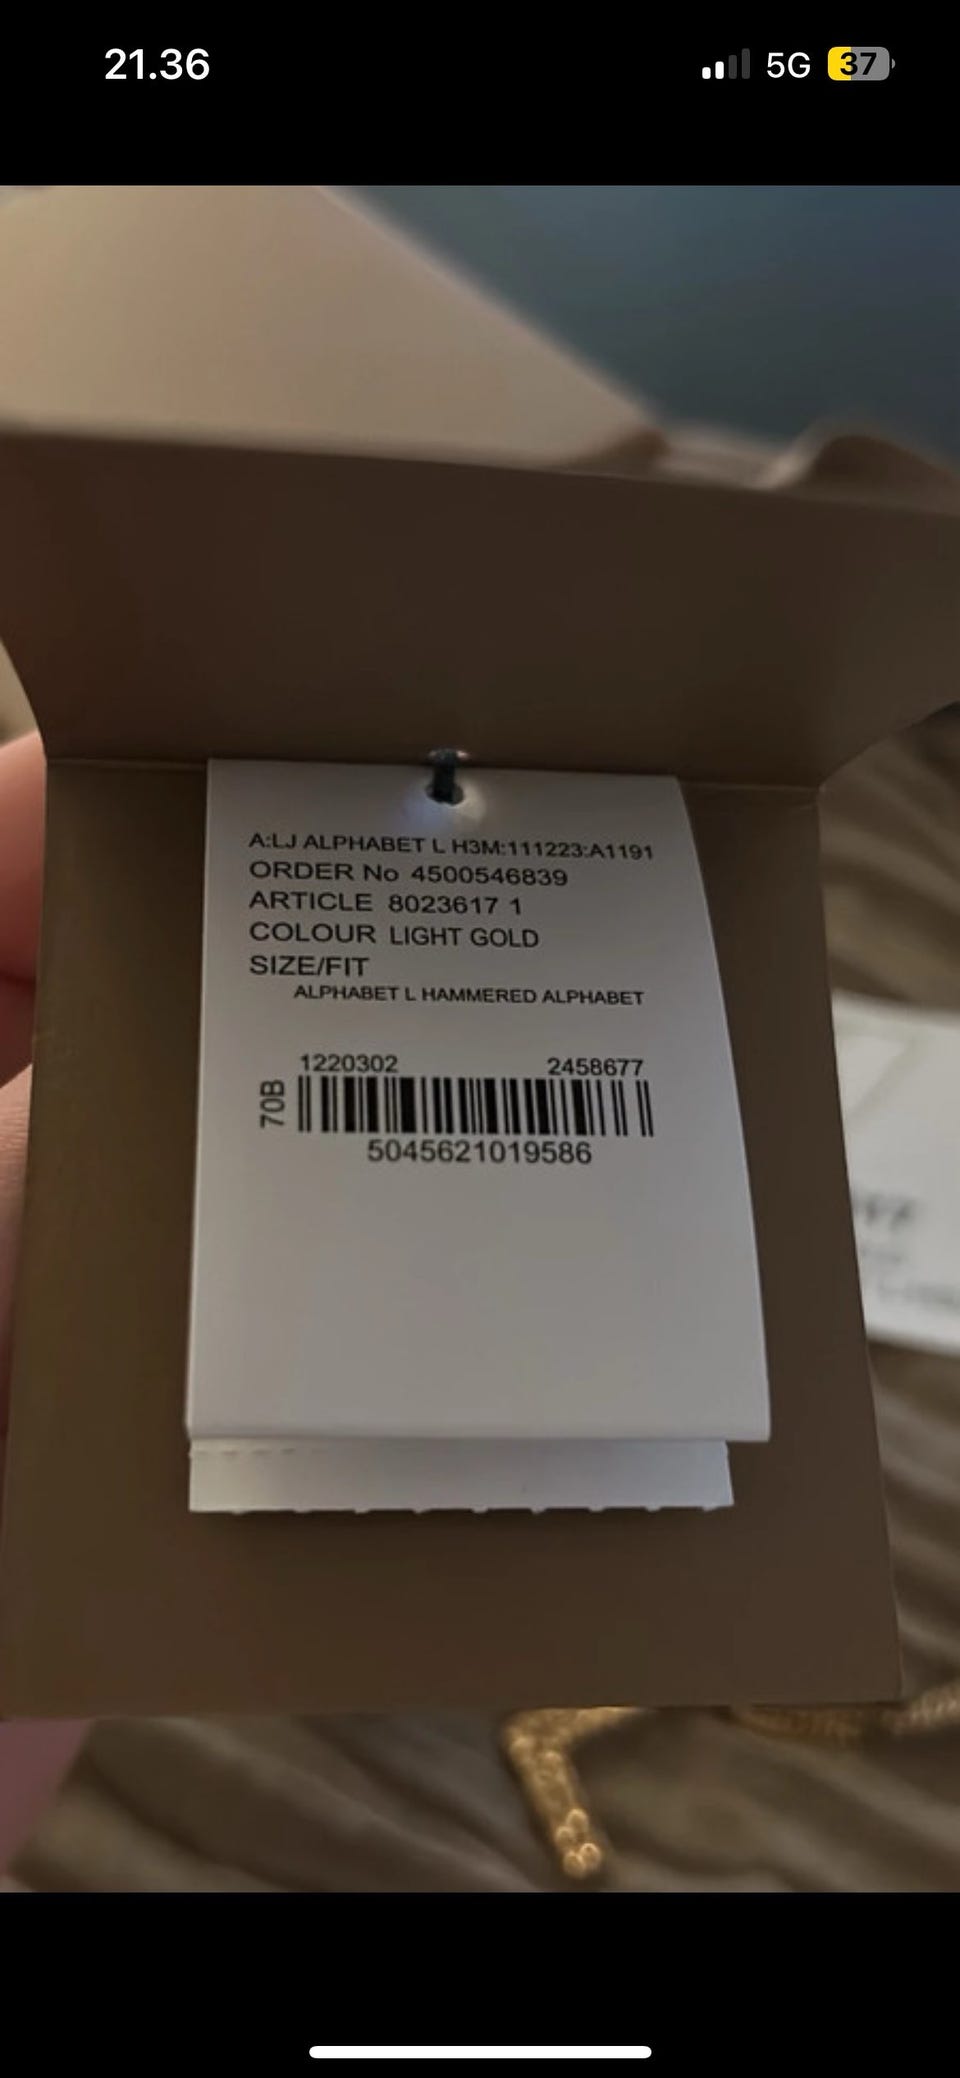 21.36
5G
37
A:LJ ALPHABET L H3M:111223:A1191
ORDER No 4500546839
ARTICLE 8023617 1
COLOUR LIGHT GOLD
SIZE/FIT
ALPHABET L HAMMERED ALPHABET
1220302 2458677
70B
5045621019586